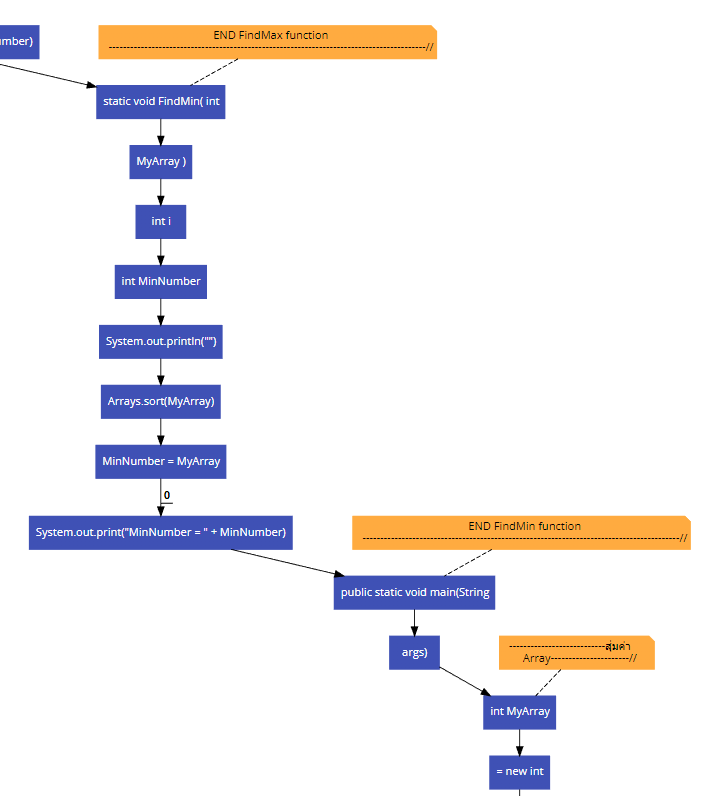 umber)
END FindMax function
------------------------------------------------------------------------------------------//
static void FindMin( int
MyArray )
int i
int MinNumber
System.out.println("")
Arrays.sort(MyArray)
MinNumber = MyArray
0
System.out.print("MinNumber = " + MinNumber)
END FindMin function
------------------------------------------------------------------------------------------//
public static void main(String
args)
---------------------------สุ่มค่า
Array----------------------//
int MyArray
= new int